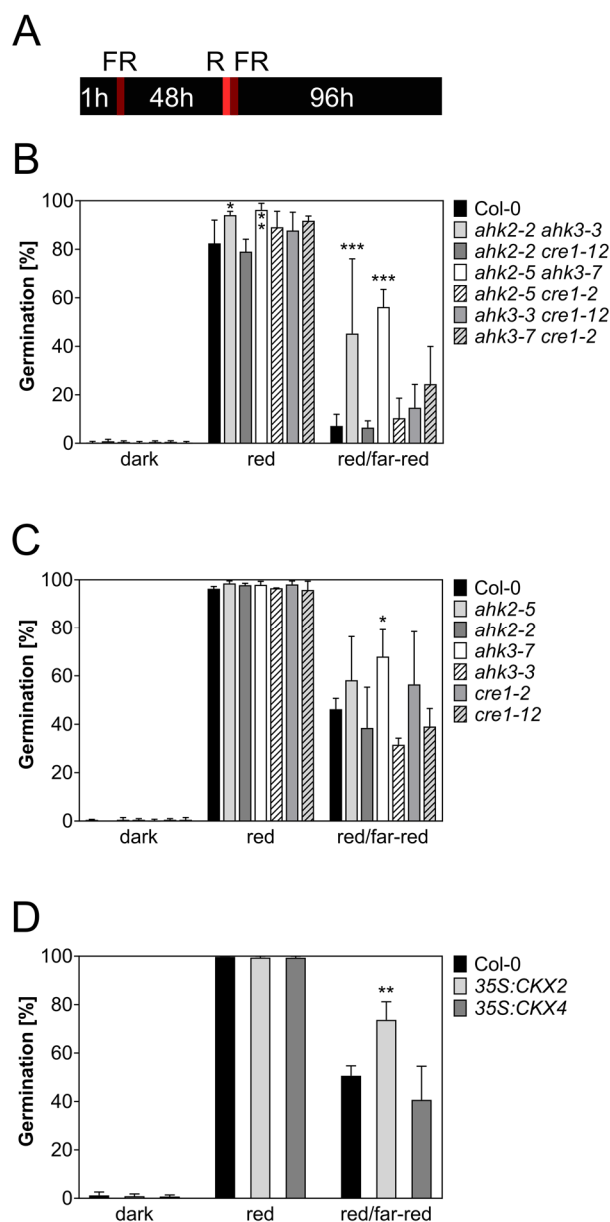 A
FR R FR
1h 48h 96h
B
Germination [%]
100
80
60
40
20
0
* ** *** ***
dark red red/far-red
Col-0
ahk2-2 ahk3-3
ahk2-2 cre1-12
ahk2-5 ahk3-7
ahk2-5 cre1-2
ahk3-3 cre1-12
ahk3-7 cre1-2
C
Germination [%]
100
80
60
40
20
0
*
dark red red/far-red
Col-0
ahk2-5
ahk2-2
ahk3-7
ahk3-3
cre1-2
cre1-12
D
Germination [%]
100
80
60
40
20
0
**
dark red red/far-red
Col-0
35S:CKX2
35S:CKX4